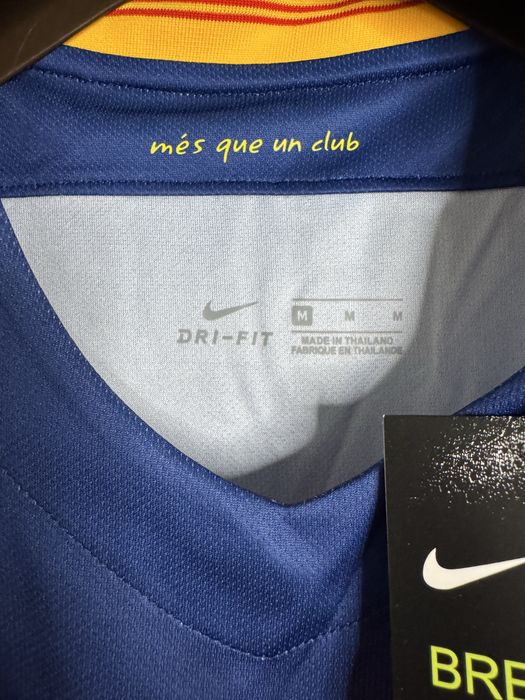 més que un club
DRI-FIT
M M M
MADE IN THAILAND
FABRIQUE EN THAILANDE
BRE